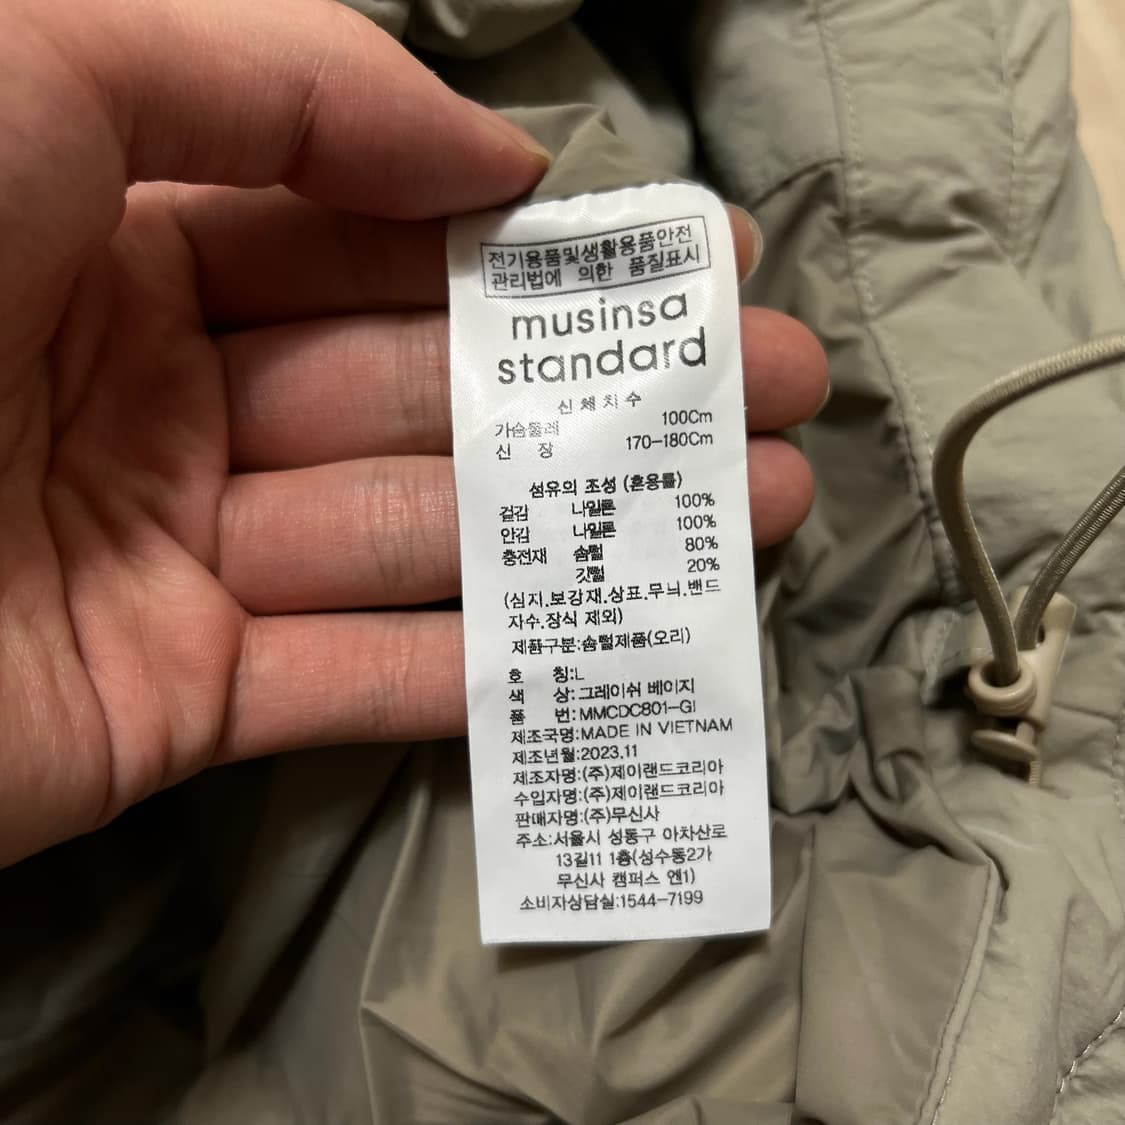 전기용품및생활용품안전
관리법에 의한 품질표시
musinsa
standard
신체치수
가슴둘레 100Cm
신 장 170-180Cm
섬유의 조성 (혼용률)
겉감 나일론 100%
안감 나일론 100%
충전재 솜털 80%
깃털 20%
(심지.보강재.상표.무늬.밴드
자수.장식 제외)
제품구분:솜털제품(오리)
호 칭:L
색 상:그레이쉬 베이지
품 번:MMCDC801-GI
제조국명:MADE IN VIETNAM
제조년월:2023.11
제조자명:(주)제이랜드코리아
수입자명:(주)제이랜드코리아
판매자명:(주)무신사
주소:서울시 성동구 아차산로
13길11 1층(성수동2가
무신사 캠퍼스 엔1)
소비자상담실:1544-7199